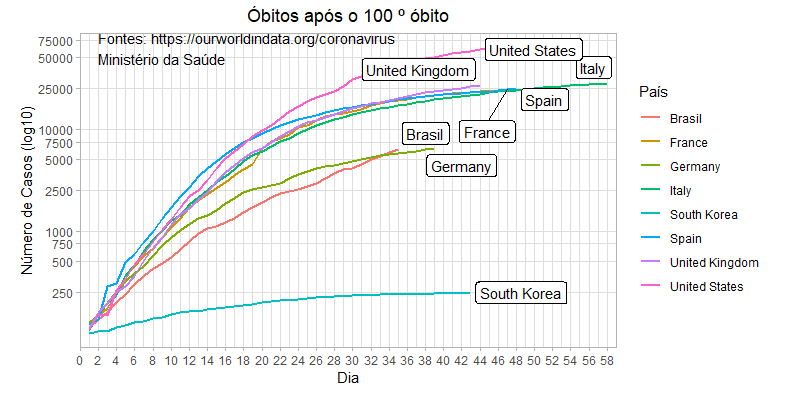 Óbitos após o 100 º óbito
Fontes: https://ourworldindata.org/coronavirus
Ministério da Saúde
Número de Casos (log10)
75000
50000
25000
10000
7500
5000
2500
1000
750
500
250
United States
United Kingdom
Italy
Spain
France
Brasil
Germany
South Korea
0 2 4 6 8 10 12 14 16 18 20 22 24 26 28 30 32 34 36 38 40 42 44 46 48 50 52 54 56 58
Dia
País
Brasil
France
Germany
Italy
South Korea
Spain
United Kingdom
United States